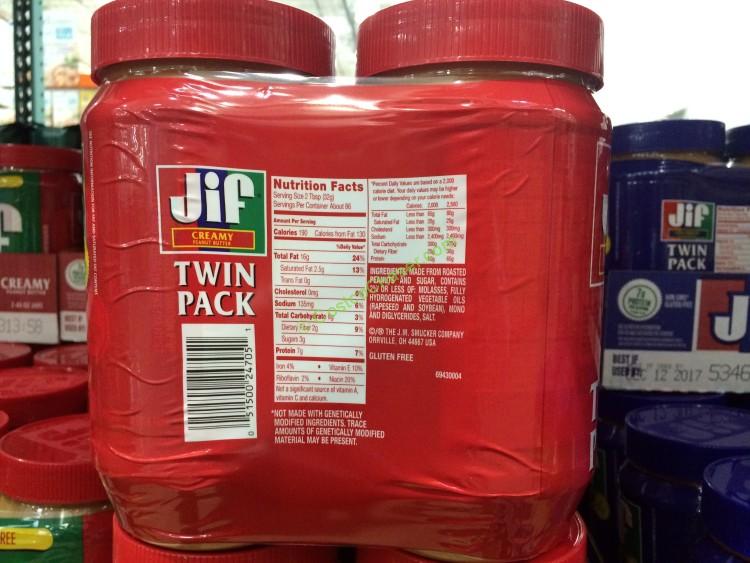 Jif
CREAMY
PEANUT BUTTER
TWIN
PACK
0 51500 24705 1
Nutrition Facts
Serving Size 2 Tbsp (32g)
Servings Per Container About 86
Amount Per Serving
Calories 190 Calories from Fat 130
%Daily Value*
Total Fat 16g 24%
Saturated Fat 2.5g 13%
Trans Fat 0g
Cholesterol 0mg
Sodium 135mg 6%
Total Carbohydrate 8g 3%
Dietary Fiber 2g 9%
Sugars 3g
Protein 7g 7%
Iron 4% • Vitamin E 10%
Riboflavin 2% • Niacin 20%
Not a significant source of vitamin A,
vitamin C and calcium.
*Percent Daily Values are based on a 2,000
calorie diet. Your daily values may be higher
or lower depending on your calorie needs:
Calories: 2,000 2,500
Total Fat Less than 65g 80g
Saturated Fat Less than 20g 25g
Cholesterol Less than 300mg 300mg
Sodium Less than 2,400mg 2,400mg
Total Carbohydrate 300g 375g
Dietary Fiber
Protein
INGREDIENTS: MADE FROM ROASTED
PEANUTS AND SUGAR, CONTAINS
2% OR LESS OF: MOLASSES, FULLY
HYDROGENATED VEGETABLE OILS
(RAPESEED AND SOYBEAN), MONO
AND DIGLYCERIDES, SALT.
©/® THE J.M. SMUCKER COMPANY
ORRVILLE, OH 44667 USA
GLUTEN FREE
69430004
*NOT MADE WITH GENETICALLY
MODIFIED INGREDIENTS. TRACE
AMOUNTS OF GENETICALLY MODIFIED
MATERIAL MAY BE PRESENT.
CREAMY
313:58
Jif
TWIN
PACK
7g
PROTEIN
BEST IF
DEC 12 2017 5346